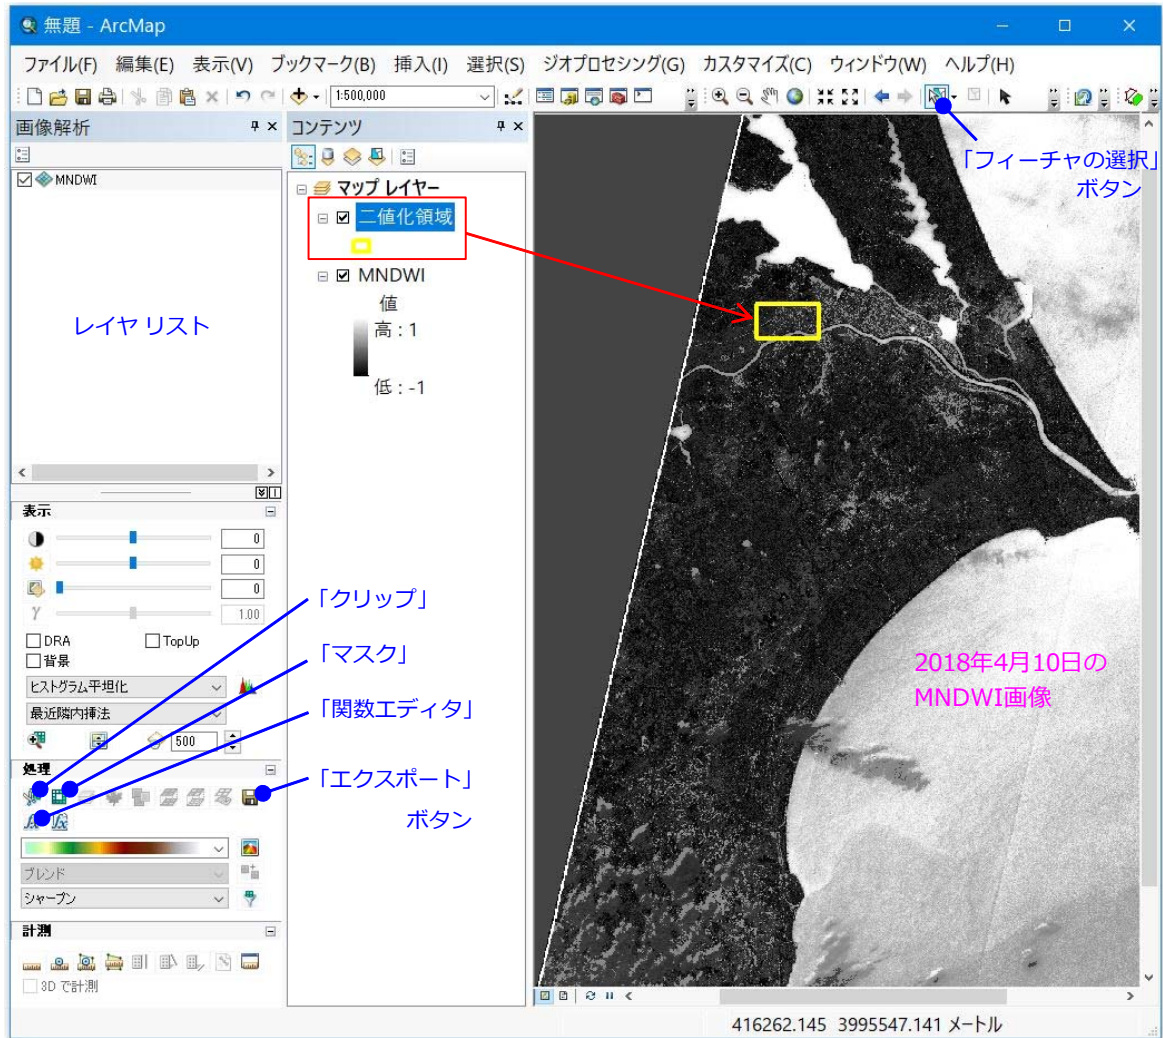 無題 - ArcMap
ファイル(F) 編集(E) 表示(V) ブックマーク(B) 挿入(I) 選択(S) ジオプロセシング(G) カスタマイズ(C) ウィンドウ(W) ヘルプ(H)
1:500,000
画像解析
コンテンツ
「フィーチャの選択」
ボタン
MNDWI
マップ レイヤー
二値化領域
MNDWI
値
高 : 1
低 : -1
レイヤ リスト
表示
0
0
0
γ 1.00
DRA TopUp
背景
ヒストグラム平坦化
最近隣内挿法
500
「クリップ」
「マスク」
「関数エディタ」
「エクスポート」
ボタン
2018年4月10日の
MNDWI画像
処理
ブレンド
シャープン
計測
3D で計測
416262.145 3995547.141 メートル